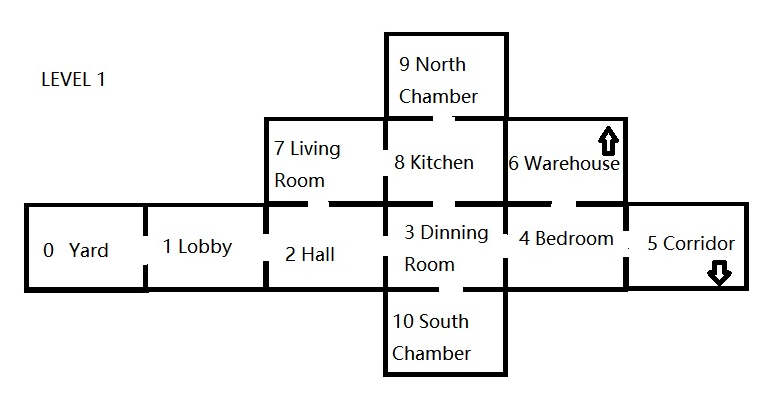 LEVEL 1
9 North
Chamber
7 Living
Room
8 Kitchen
6 Warehouse
0 Yard
1 Lobby
2 Hall
3 Dinning
Room
4 Bedroom
5 Corridor
10 South
Chamber